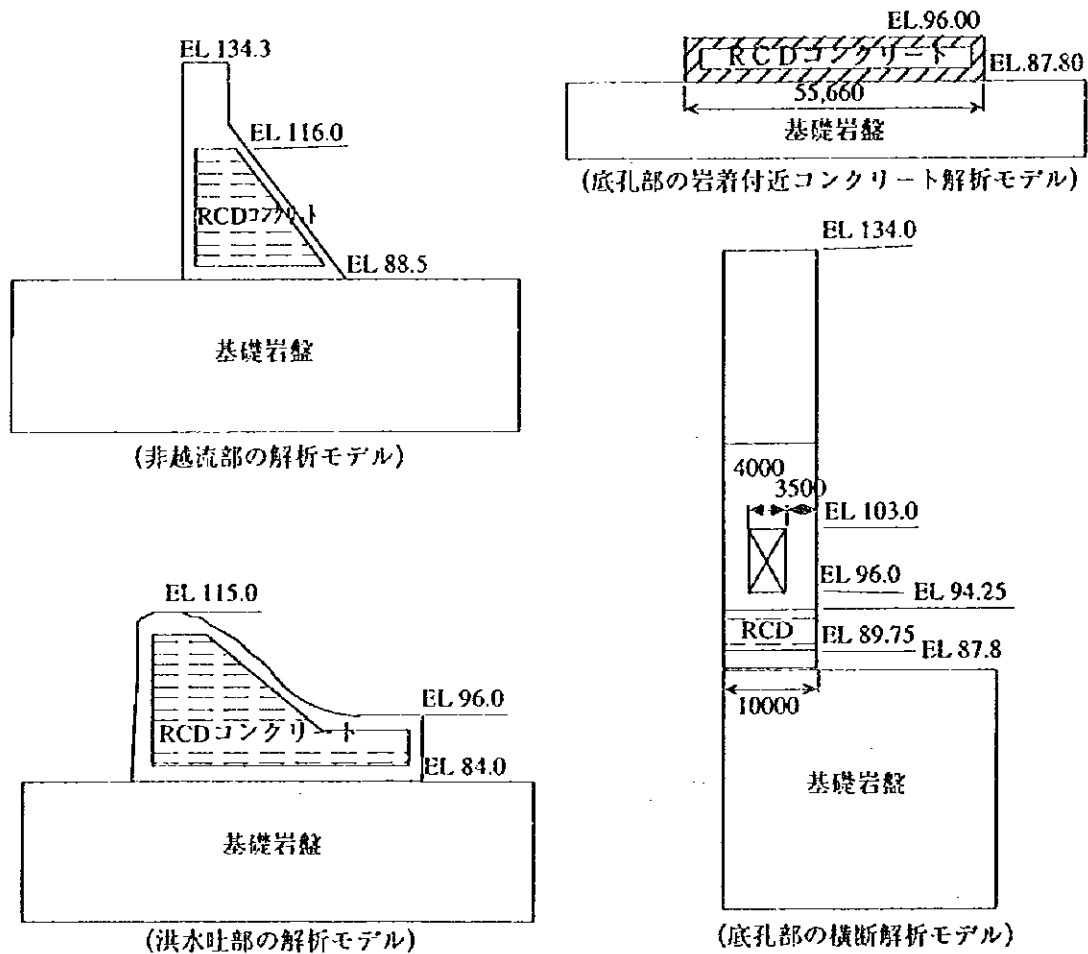 EL 134.3
EL 116.0
RCDコンクリート
EL 88.5
基礎岩盤
(非越流部の解析モデル)
EL.96.00
RCDコンクリート
EL.87.80
55,660
基礎岩盤
(底孔部の岩着付近コンクリート解析モデル)
EL 115.0
EL 96.0
RCDコンクリート
EL 84.0
基礎岩盤
(洪水吐部の解析モデル)
EL 134.0
4000
3500
EL 103.0
EL 96.0
EL 94.25
RCD
EL 89.75
EL 87.8
10000
基礎岩盤
(底孔部の横断解析モデル)